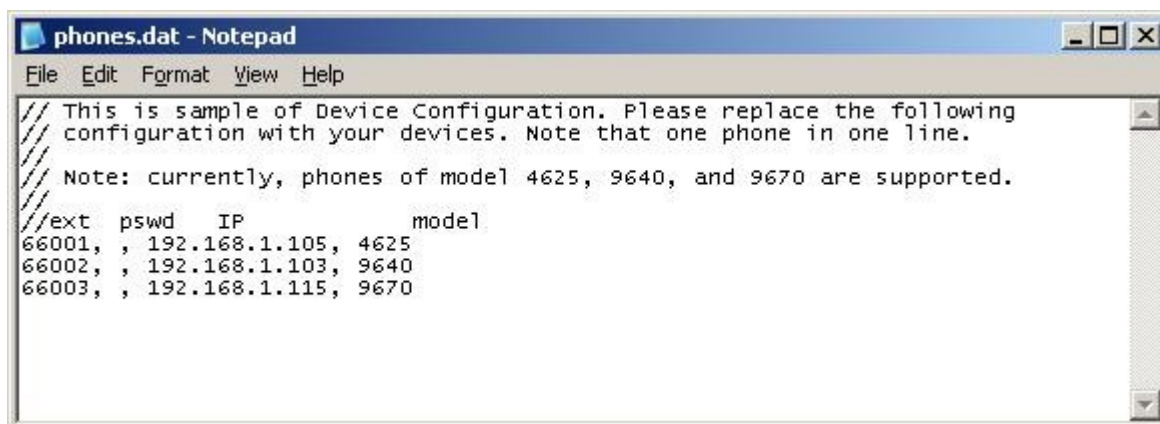 phones.dat - Notepad
File Edit Format View Help
// This is sample of Device Configuration. Please replace the following
// configuration with your devices. Note that one phone in one line.
//
// Note: currently, phones of model 4625, 9640, and 9670 are supported.
//
//ext pswd IP model
66001, , 192.168.1.105, 4625
66002, , 192.168.1.103, 9640
66003, , 192.168.1.115, 9670